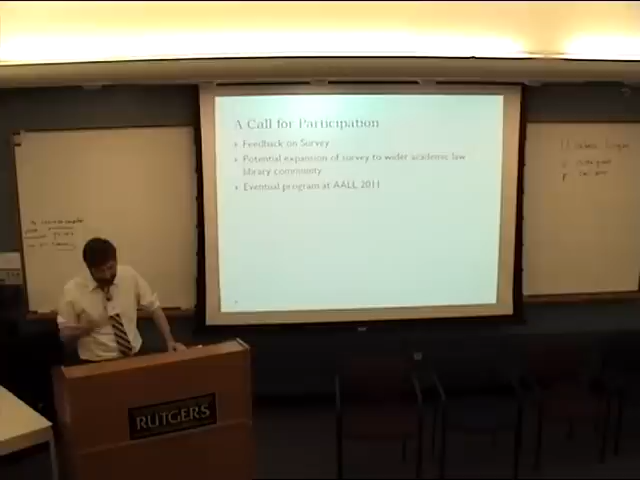 A Call for Participation
Feedback on Survey
Potential expansion of survey to wider academic law
library community
Eventual program at AALL 2011
RUTGERS